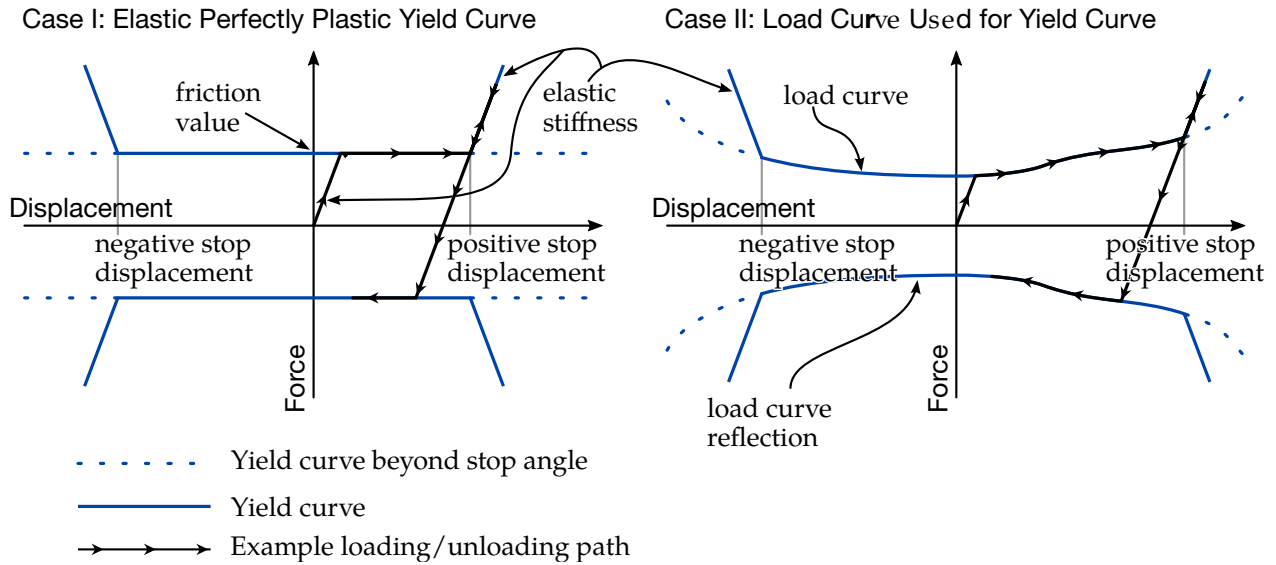 Case I: Elastic Perfectly Plastic Yield Curve
friction
value
Displacement
negative stop
displacement
positive stop
displacement
Force
elastic
stiffness
Case II: Load Curve Used for Yield Curve
load curve
Displacement
negative stop
displacement
positive stop
displacement
Force
load curve
reflection
Yield curve beyond stop angle
Yield curve
Example loading/unloading path